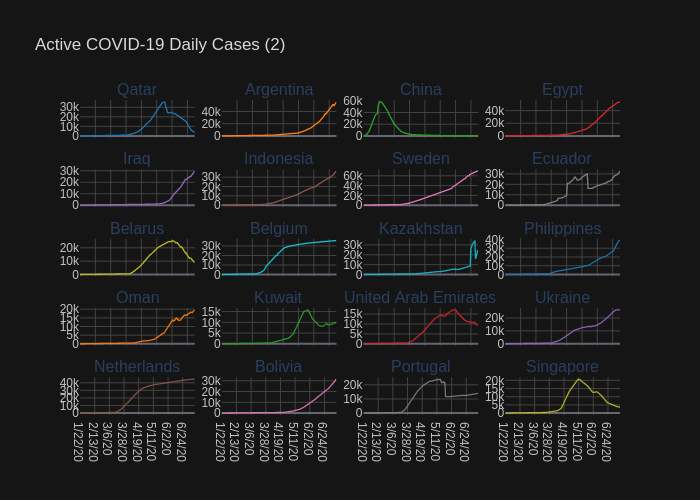 Active COVID-19 Daily Cases (2)
Qatar Argentina China Egypt
30k 20k 10k 0 40k 20k 0 60k 40k 20k 0 40k 20k 0
Iraq Indonesia Sweden Ecuador
30k 20k 10k 0 30k 20k 10k 0 60k 40k 20k 0 30k 20k 10k 0
Belarus Belgium Kazakhstan Philippines
20k 10k 0 30k 20k 10k 0 30k 20k 10k 0 40k 30k 20k 10k 0
Oman Kuwait United Arab Emirates Ukraine
20k 15k 10k 5k 0 15k 10k 5k 0 15k 10k 5k 0 20k 10k 0
Netherlands Bolivia Portugal Singapore
40k 30k 20k 10k 0 30k 20k 10k 0 20k 10k 0 20k 15k 10k 5k 0
1/22/20 2/13/20 3/6/20 3/28/20 4/19/20 5/11/20 6/2/20 6/24/20 1/22/20 2/13/20 3/6/20 3/28/20 4/19/20 5/11/20 6/2/20 6/24/20 1/22/20 2/13/20 3/6/20 3/28/20 4/19/20 5/11/20 6/2/20 6/24/20 1/22/20 2/13/20 3/6/20 3/28/20 4/19/20 5/11/20 6/2/20 6/24/20